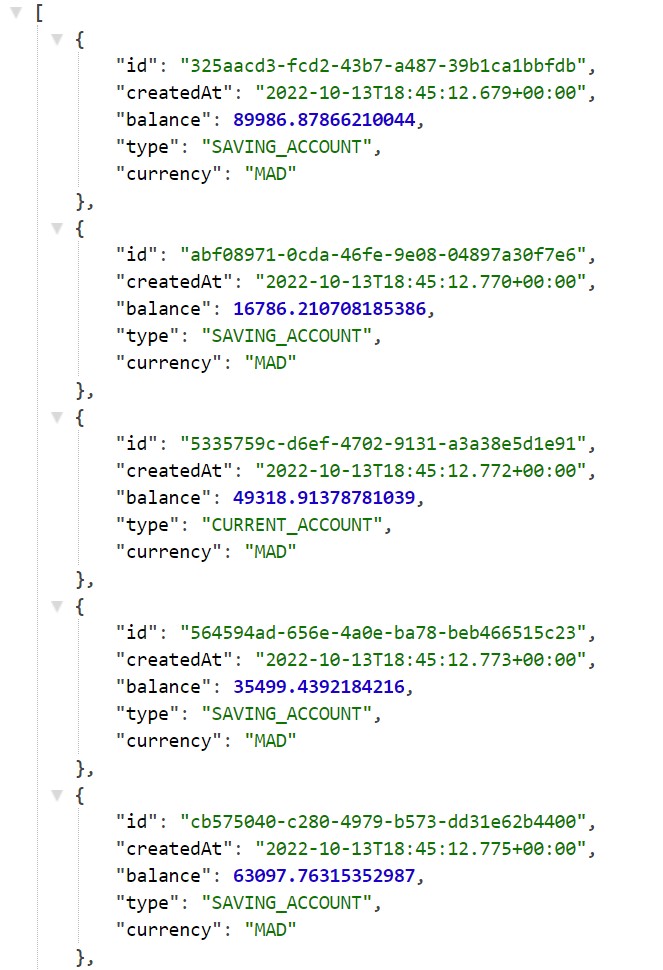 [
{
"id": "325aacd3-fcd2-43b7-a487-39b1ca1bbfdb",
"createdAt": "2022-10-13T18:45:12.679+00:00",
"balance": 89986.87866210044,
"type": "SAVING_ACCOUNT",
"currency": "MAD"
},
{
"id": "abf08971-0cda-46fe-9e08-04897a30f7e6",
"createdAt": "2022-10-13T18:45:12.770+00:00",
"balance": 16786.210708185386,
"type": "SAVING_ACCOUNT",
"currency": "MAD"
},
{
"id": "5335759c-d6ef-4702-9131-a3a38e5d1e91",
"createdAt": "2022-10-13T18:45:12.772+00:00",
"balance": 49318.91378781039,
"type": "CURRENT_ACCOUNT",
"currency": "MAD"
},
{
"id": "564594ad-656e-4a0e-ba78-beb466515c23",
"createdAt": "2022-10-13T18:45:12.773+00:00",
"balance": 35499.4392184216,
"type": "SAVING_ACCOUNT",
"currency": "MAD"
},
{
"id": "cb575040-c280-4979-b573-dd31e62b4400",
"createdAt": "2022-10-13T18:45:12.775+00:00",
"balance": 63097.76315352987,
"type": "SAVING_ACCOUNT",
"currency": "MAD"
},